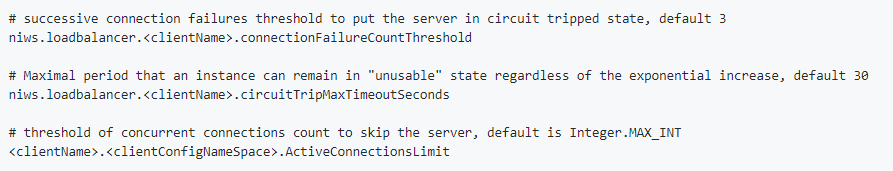 # successive connection failures threshold to put the server in circuit tripped state, default 3
niws.loadbalancer.<clientName>.connectionFailureCountThreshold
# Maximal period that an instance can remain in "unusable" state regardless of the exponential increase, default 30
niws.loadbalancer.<clientName>.circuitTripMaxTimeoutSeconds
# threshold of concurrent connections count to skip the server, default is Integer.MAX_INT
<clientName>.<clientConfigNameSpace>.ActiveConnectionsLimit